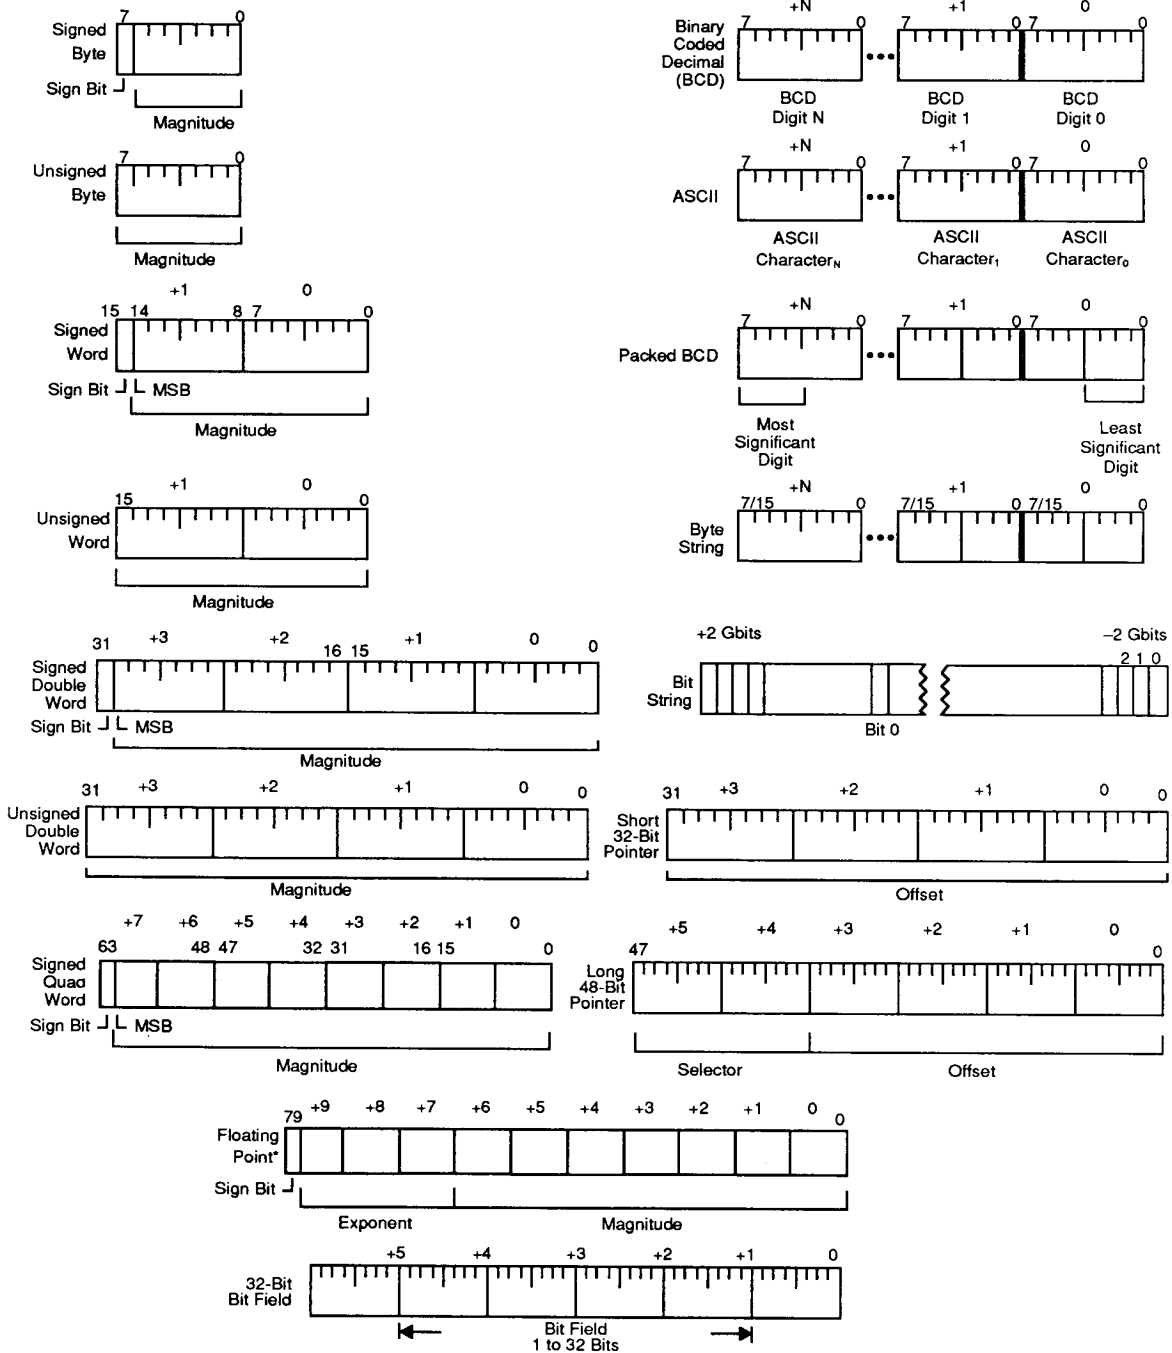 7 0
Signed
Byte
Sign Bit
Magnitude
7 0
Unsigned
Byte
Magnitude
+1 0
15 14 8 7 0
Signed
Word
Sign Bit MSB
Magnitude
+1 0
15 0
Unsigned
Word
Magnitude
+3 +2 +1 0
31 16 15 0
Signed
Double
Word
Sign Bit MSB
Magnitude
31 +3 +2 +1 0 0
Unsigned
Double
Word
Magnitude
+7 +6 +5 +4 +3 +2 +1 0
63 48 47 32 31 16 15 0
Signed
Quad
Word
Sign Bit MSB
Magnitude
+N +1 0
7 0 7 0 7 0
Binary
Coded
Decimal
(BCD)
BCD
Digit N
BCD
Digit 1
BCD
Digit 0
+N +1 0
7 0 7 0 7 0
ASCII
ASCII
CharacterN
ASCII
Character1
ASCII
Character0
+N +1 0
7 0 7 0 7 0
Packed BCD
Most
Significant
Digit
Least
Significant
Digit
+N +1 0
7/15 0 7/15 0 7/15 0
Byte
String
+2 Gbits –2 Gbits
2 1 0
Bit
String
Bit 0
31 +3 +2 +1 0 0
Short
32-Bit
Pointer
Offset
+5 +4 +3 +2 +1 0
47 0
Long
48-Bit
Pointer
Selector Offset
+9 +8 +7 +6 +5 +4 +3 +2 +1 0
79 0
Floating
Point*
Sign Bit
Exponent Magnitude
+5 +4 +3 +2 +1 0
32-Bit
Bit Field
Bit Field
1 to 32 Bits